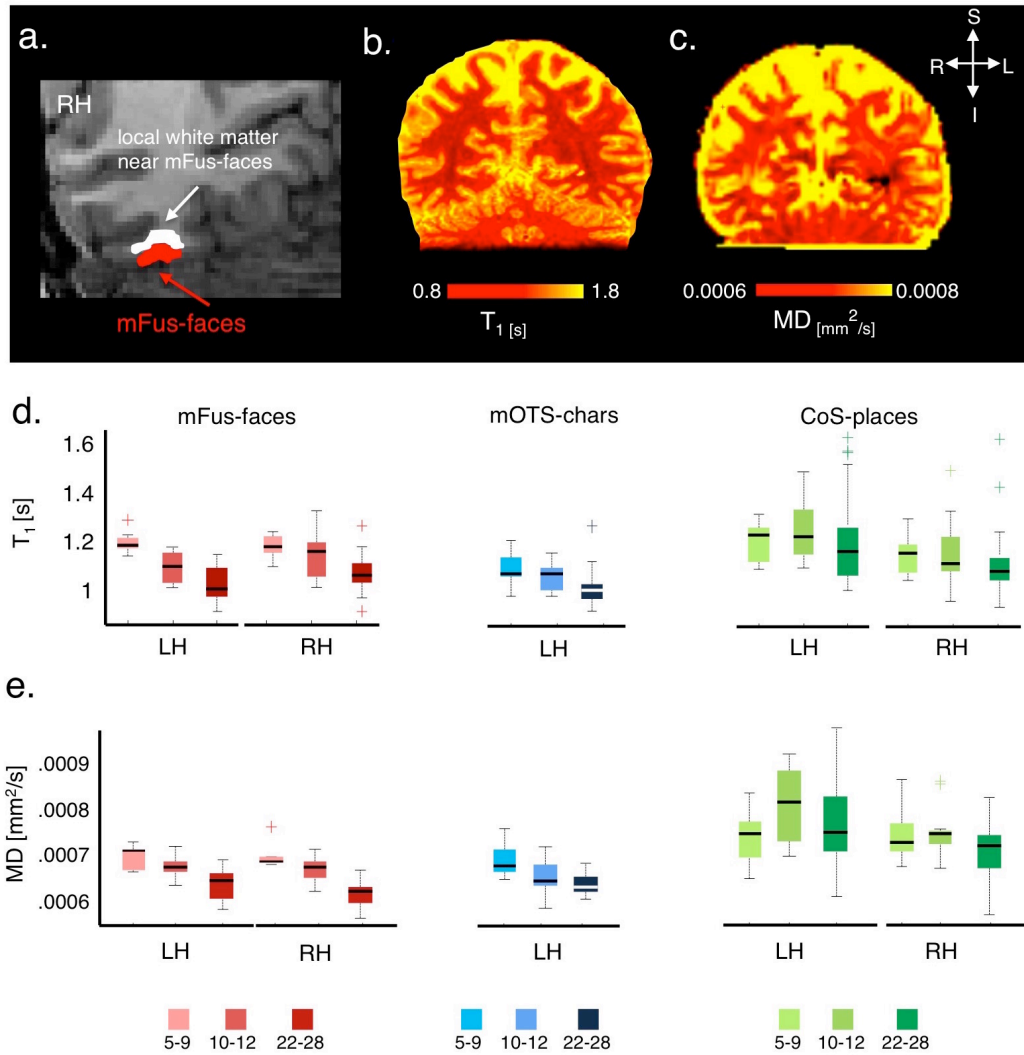 a.
RH
local white matter
near mFus-faces
mFus-faces
b.
0.8 1.8
T1 [s]
c.
0.0006 0.0008
MD [mm2/s]
S
R L
I
d.
mFus-faces mOTS-chars CoS-places
T1 [s]
1.6
1.4
1.2
1
LH RH LH LH RH
e.
MD [mm2/s]
.0009
.0008
.0007
.0006
LH RH LH LH RH
5-9 10-12 22-28 5-9 10-12 22-28 5-9 10-12 22-28